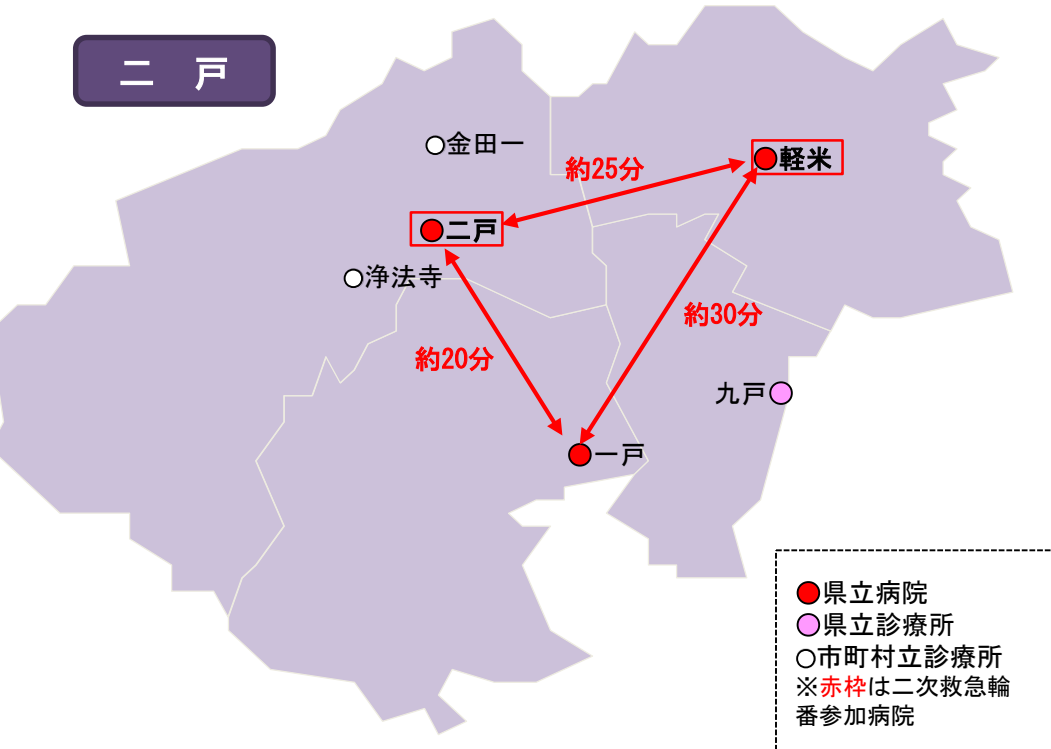 二 戸
金田一
約25分
軽米
二戸
浄法寺
約30分
約20分
九戸
一戸
県立病院
県立診療所
市町村立診療所
※赤枠は二次救急輪
番参加病院